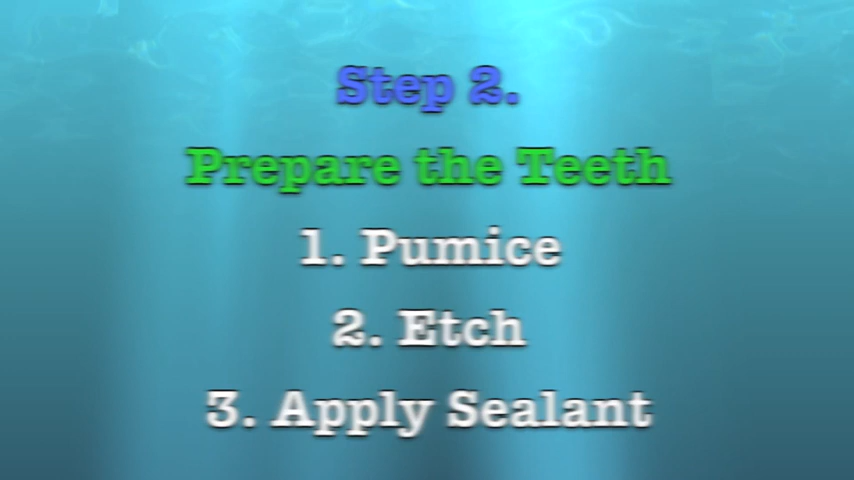 Step 2.
Prepare the Teeth
1. Pumice
2. Etch
3. Apply Sealant